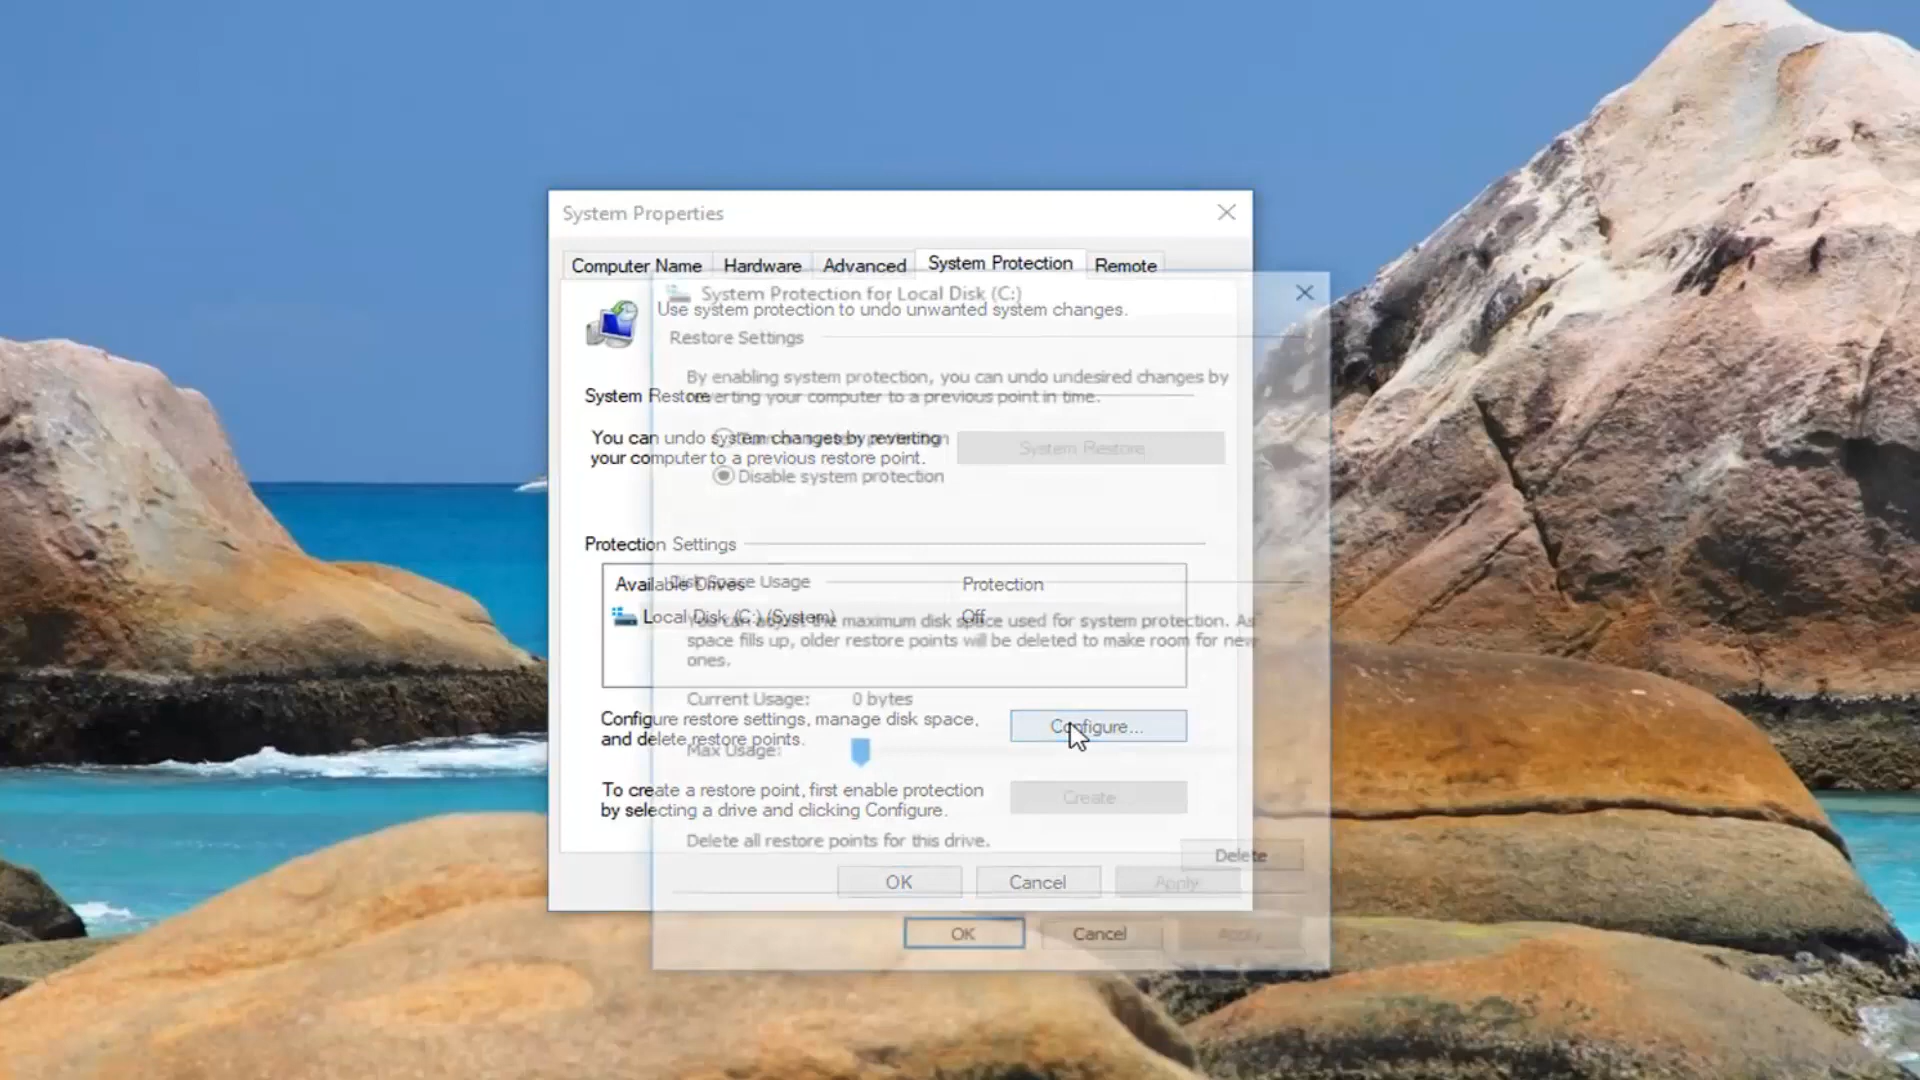 System Properties
Computer Name
Hardware
Advanced
System Protection
Remote
System Protection for Local Disk (C:)
Use system protection to undo unwanted system changes.
Restore Settings
By enabling system protection, you can undo undesired changes by
reverting your computer to a previous point in time.
System Restore
You can undo system changes by reverting
your computer to a previous restore point.
System Restore
Disable system protection
Protection Settings
Disk Space Usage
Available Drives
Protection
Local Disk (C:) (System)
Off
You can adjust the maximum disk space used for system protection. As
space fills up, older restore points will be deleted to make room for new
ones.
Current Usage: 0 bytes
Configure restore settings, manage disk space,
and delete restore points.
Configure...
Max Usage:
To create a restore point, first enable protection
by selecting a drive and clicking Configure.
Create...
Delete all restore points for this drive.
Delete
OK
Cancel
Apply
OK
Cancel
Apply